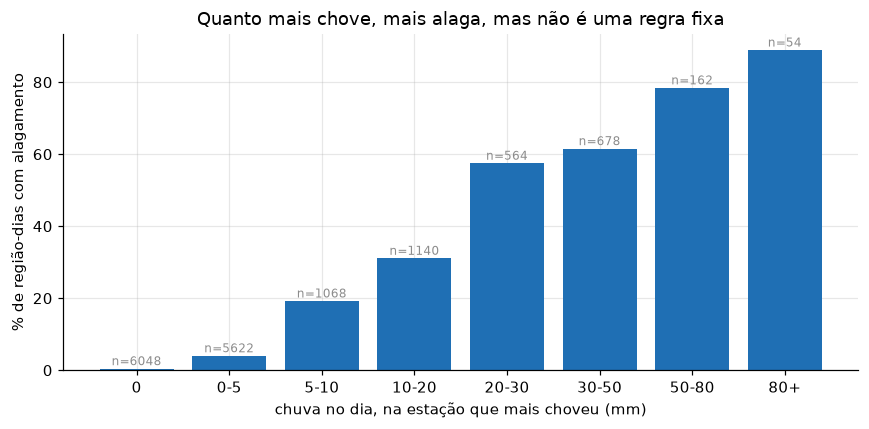 Quanto mais chove, mais alaga, mas não é uma regra fixa
% de região-dias com alagamento
80
60
40
20
0
n=6048
n=5622
n=1068
n=1140
n=564
n=678
n=162
n=54
0
0-5
5-10
10-20
20-30
30-50
50-80
80+
chuva no dia, na estação que mais choveu (mm)